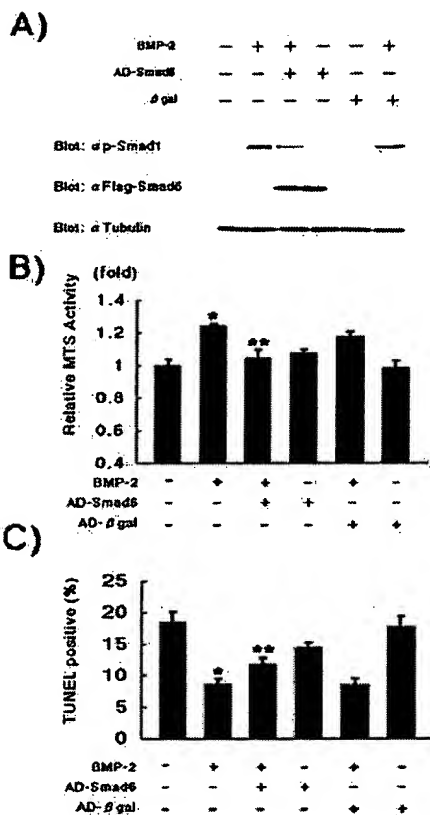 A)
BMP-2 − + + − − +
AD-Smad6 − − + + − −
β gal − − − − + +
Blot: α p-Smad1
Blot: α Flag-Smad6
Blot: α Tubulin
B) (fold)
Relative MTS Activity
1.4
1.2
1
0.8
0.6
0.4
* **
BMP-2 - + + - + -
AD-Smad6 - - + + - -
AD-β gal - - - - + +
C)
TUNEL positive (%)
25
20
15
10
5
0
* **
BMP-2 - + + - + -
AD-Smad6 - - + + - -
AD-β gal - - - - + +